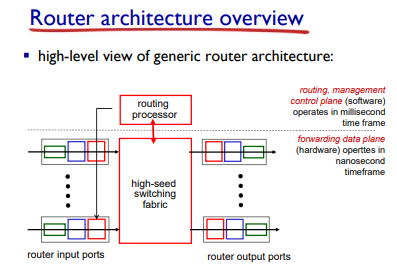 Router architecture overview
high-level view of generic router architecture:
routing
processor
routing, management
control plane (software)
operates in millisecond
time frame
forwarding data plane
(hardware) opertes in
nanosecond
timeframe
high-seed
switching
fabric
router input ports
router output ports